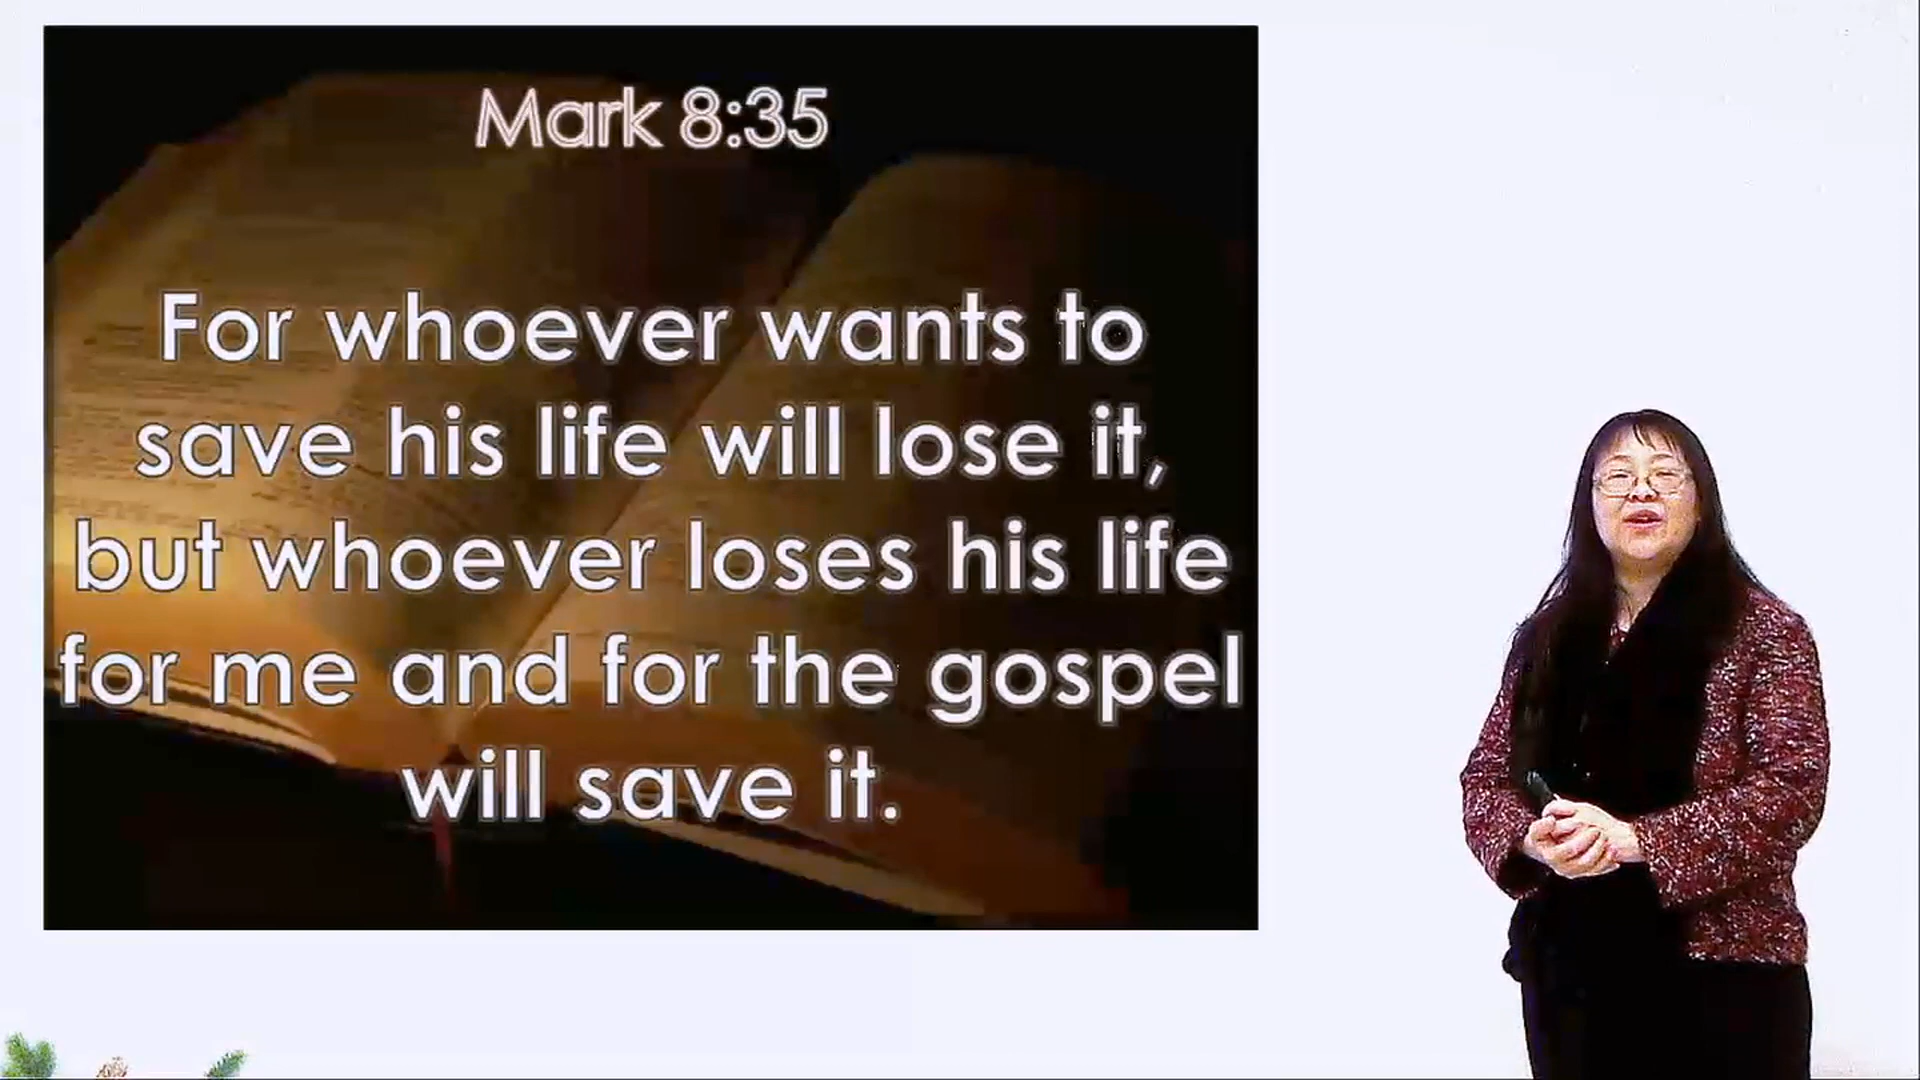 Mark 8:35
For whoever wants to
save his life will lose it,
but whoever loses his life
for me and for the gospel
will save it.